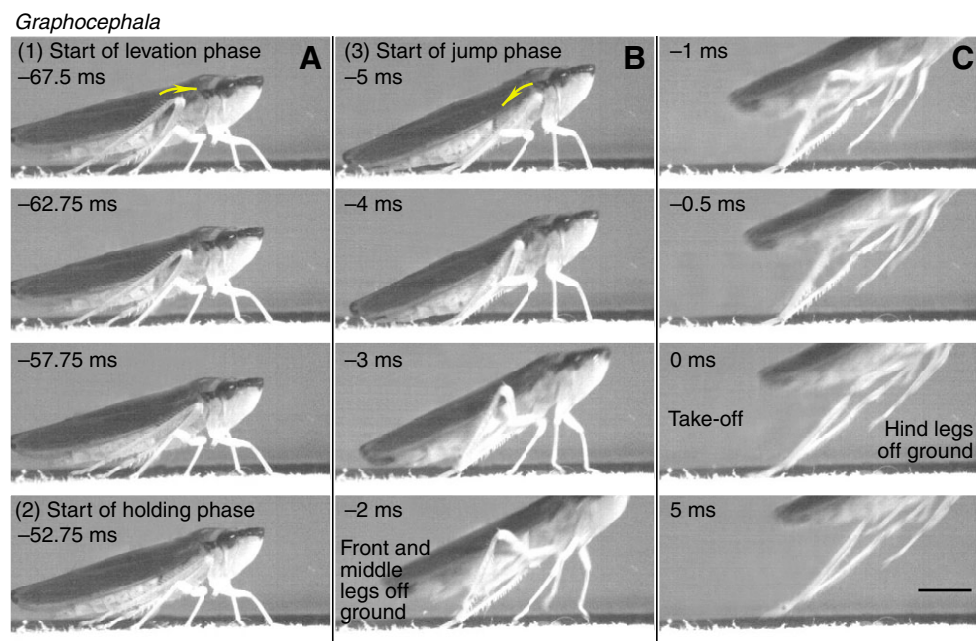 Graphocephala
(1) Start of levation phase
A
–67.5 ms
–62.75 ms
–57.75 ms
(2) Start of holding phase
–52.75 ms
(3) Start of jump phase
B
–5 ms
–4 ms
–3 ms
–2 ms
Front and
middle
legs off
ground
–1 ms
C
–0.5 ms
0 ms
Take-off
Hind legs
off ground
5 ms